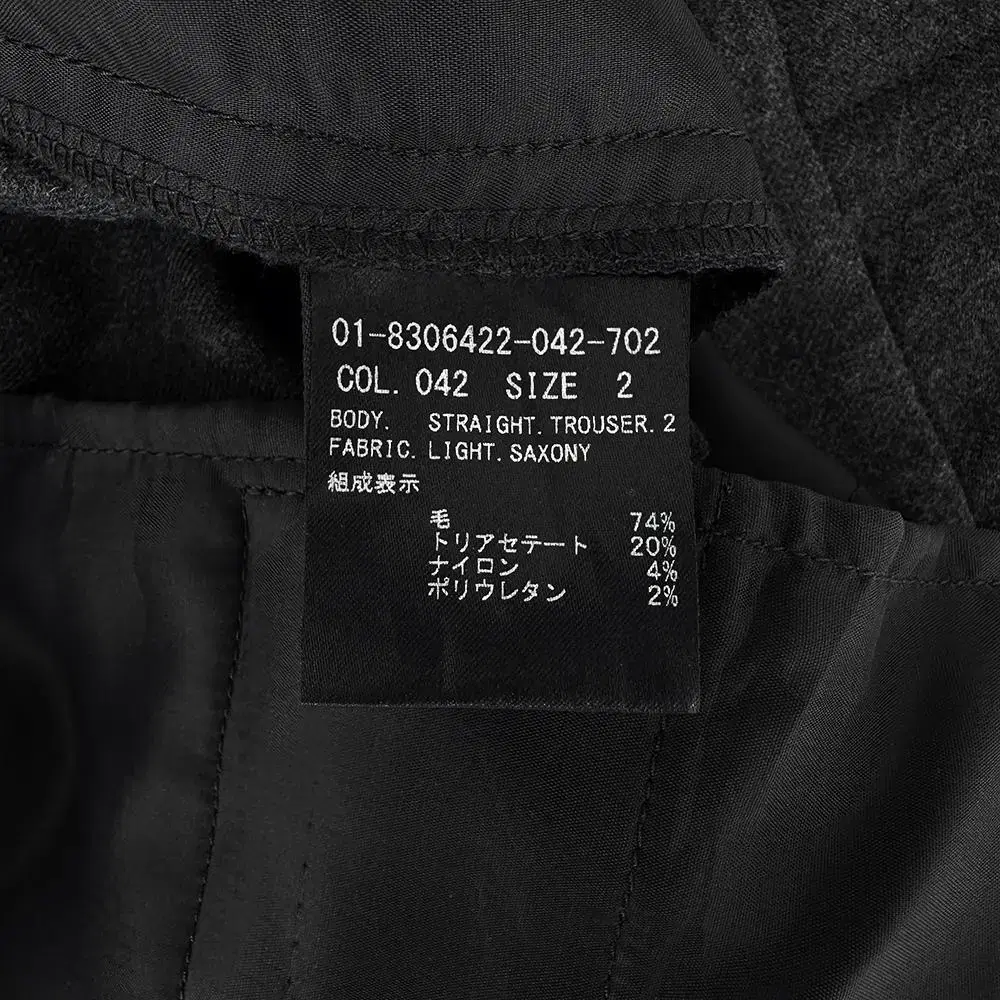 01-8306422-042-702
COL. 042 SIZE 2
BODY. STRAIGHT. TROUSER. 2
FABRIC. LIGHT. SAXONY
組成表示
毛 74%
トリアセテート 20%
ナイロン 4%
ポリウレタン 2%